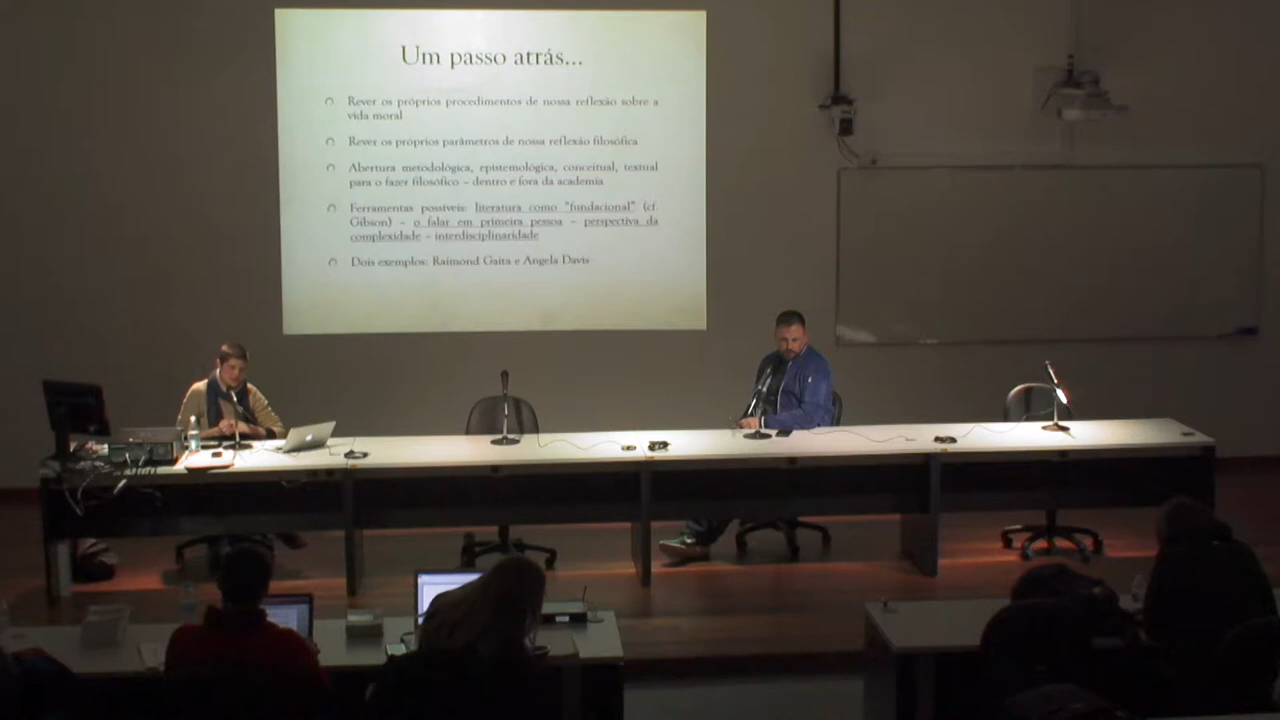 Um passo atrás...
Rever os próprios procedimentos de nossa reflexão sobre a
vida moral
Rever os próprios parâmetros de nossa reflexão filosófica
Abertura metodológica, epistemológica, conceitual, textual
para o fazer filosófico – dentro e fora da academia
Ferramentas possíveis: literatura como "fundacional" (cf.
Gibson) – o falar em primeira pessoa – perspectiva da
complexidade – interdisciplinaridade
Dois exemplos: Raimond Gaita e Angela Davis